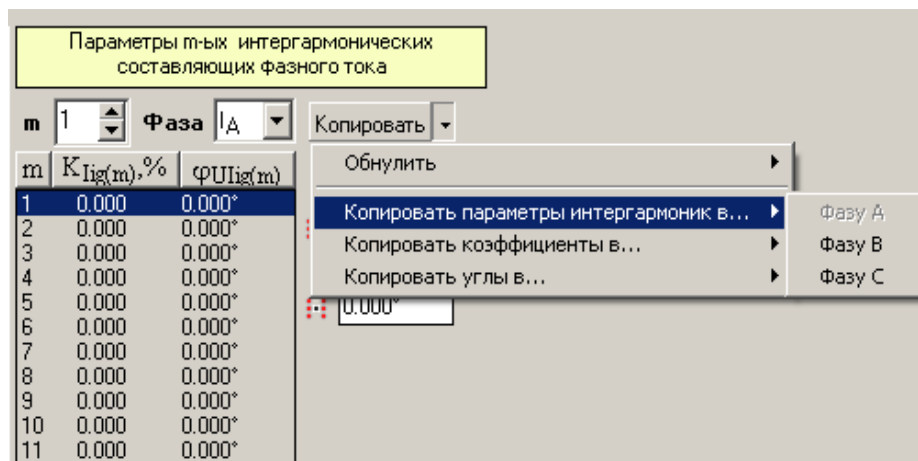 Параметры m-ых интергармонических
составляющих фазного тока
m 1 Фаза IA Копировать
m KIig(m),% φUIig(m)
Обнулить
Копировать параметры интергармоник в... Фазу A
Копировать коэффициенты в... Фазу B
Копировать углы в... Фазу C
1 0.000 0.000°
2 0.000 0.000°
3 0.000 0.000°
4 0.000 0.000°
5 0.000 0.000° 0.000°
6 0.000 0.000°
7 0.000 0.000°
8 0.000 0.000°
9 0.000 0.000°
10 0.000 0.000°
11 0.000 0.000°